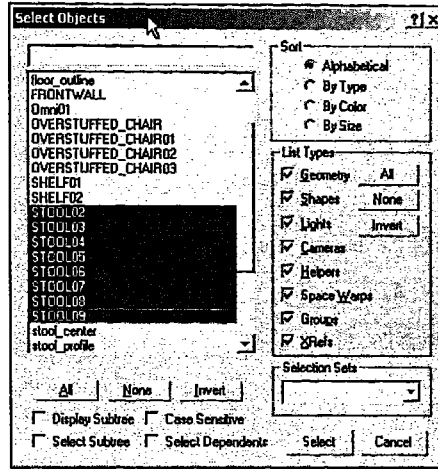 Select Objects
? x
floor_outline
FRONTWALL
Omni01
OVERSTUFFED_CHAIR
OVERSTUFFED_CHAIR01
OVERSTUFFED_CHAIR02
OVERSTUFFED_CHAIR03
SHELF01
SHELF02
STOOL02
STOOL03
STOOL04
STOOL05
STOOL06
STOOL07
STOOL08
STOOL09
stool_center
stool_profile
All None Invert
Display Subtree Case Sensitive
Select Subtree Select Dependents
Sort
Alphabetical
By Type
By Color
By Size
List Types
Geometry All
Shapes None
Lights Invert
Cameras
Helpers
Space Warps
Groups
XRefs
Selection Sets
Select Cancel